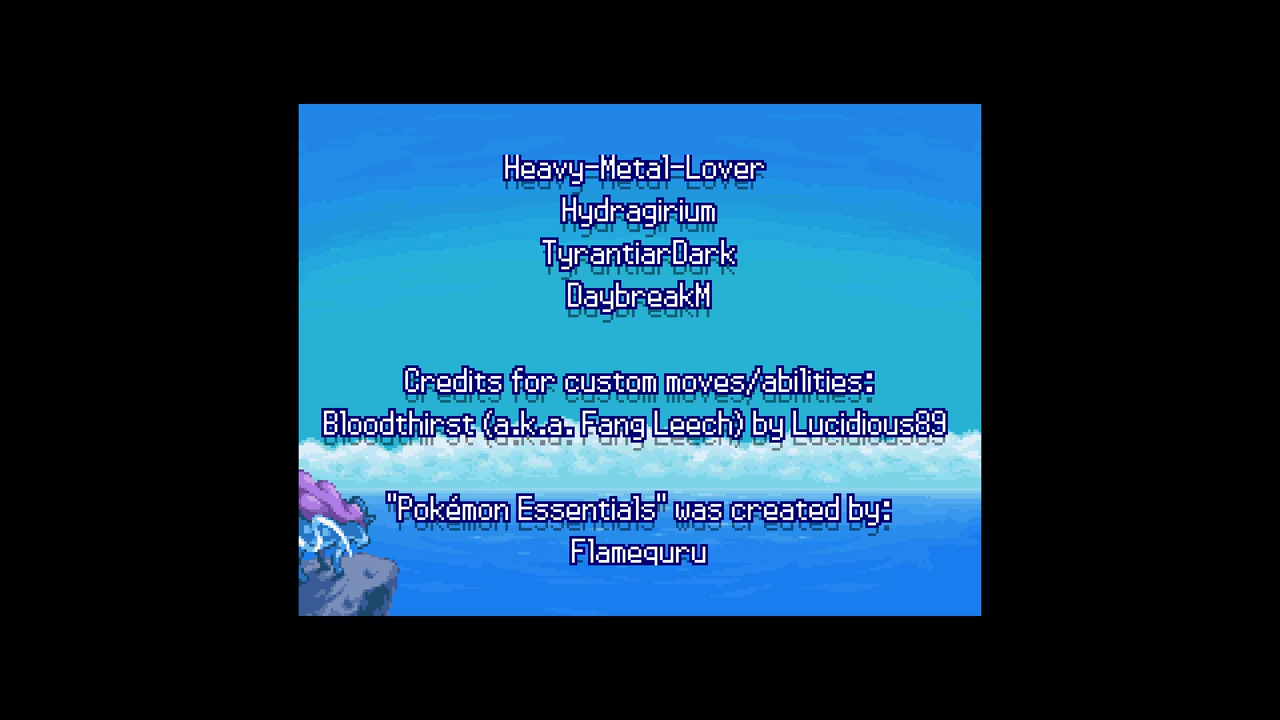 Heavy-Metal-Lover
Hydragirium
TyrantiarDark
DaybreakM
Credits for custom moves/abilities:
Bloodthirst (a.k.a. Fang Leech) by Lucidious89
"Pokémon Essentials" was created by:
Flameguru